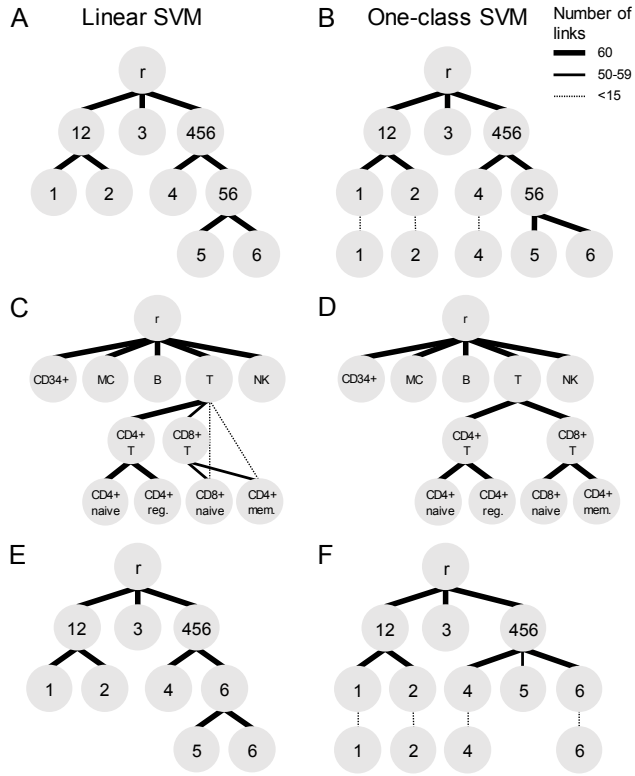 A Linear SVM
B One-class SVM
Number of
links
60
50-59
<15
r
12 3 456
1 2 4 56
5 6
r
12 3 456
1 2 4 56
1 2 4 5 6
C
r
CD34+ MC B T NK
CD4+
T
CD8+
T
CD4+
naive
CD4+
reg.
CD8+
naive
CD4+
mem.
D
r
CD34+ MC B T NK
CD4+
T
CD8+
T
CD4+
naive
CD4+
reg.
CD8+
naive
CD4+
mem.
E
r
12 3 456
1 2 4 6
5 6
F
r
12 3 456
1 2 4 5 6
1 2 4 6